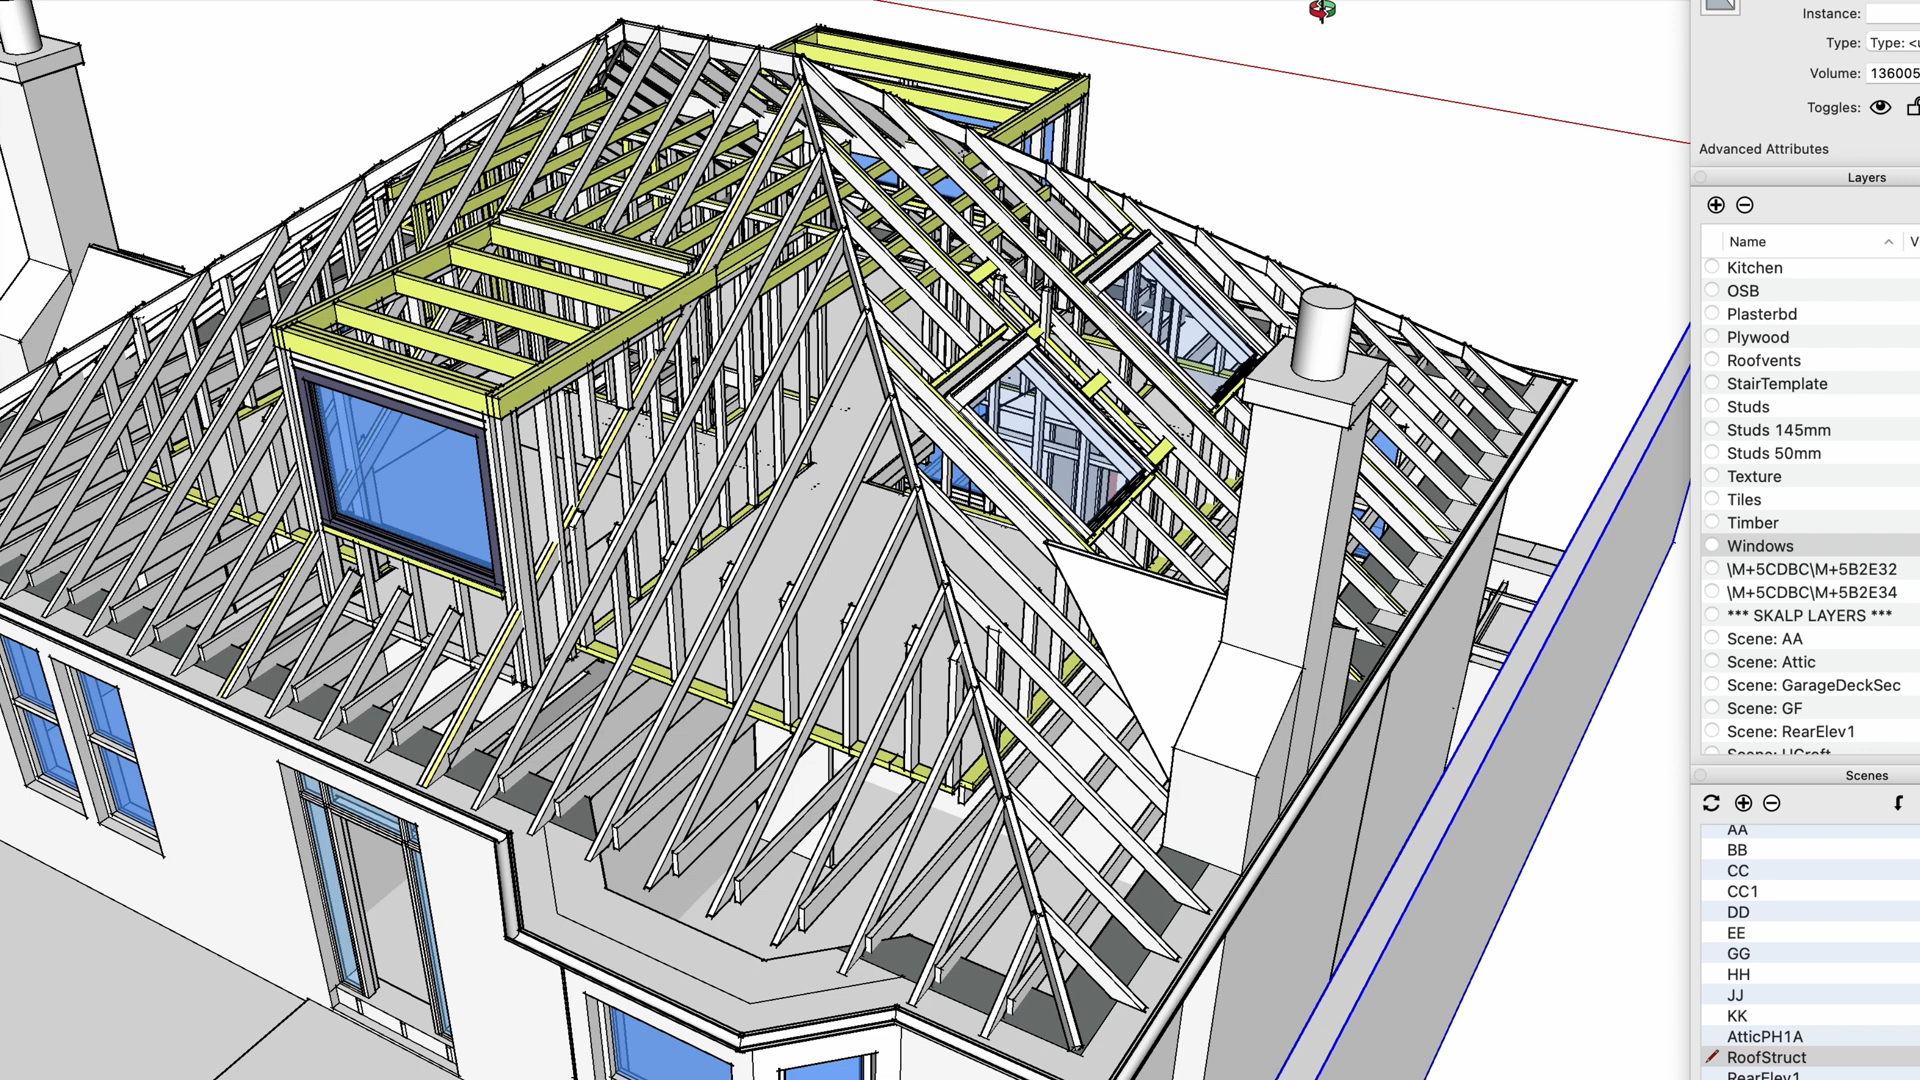 Instance:
Type: Type: <u
Volume: 136005
Toggles:
Advanced Attributes
Layers
Name V
Kitchen
OSB
Plasterbd
Plywood
Roofvents
StairTemplate
Studs
Studs 145mm
Studs 50mm
Texture
Tiles
Timber
Windows
\M+5CDBC\M+5B2E32
\M+5CDBC\M+5B2E34
*** SKALP LAYERS ***
Scene: AA
Scene: Attic
Scene: GarageDeckSec
Scene: GF
Scene: RearElev1
Scenes
AA
BB
CC
CC1
DD
EE
GG
HH
JJ
KK
AtticPH1A
RoofStruct
RearElev1